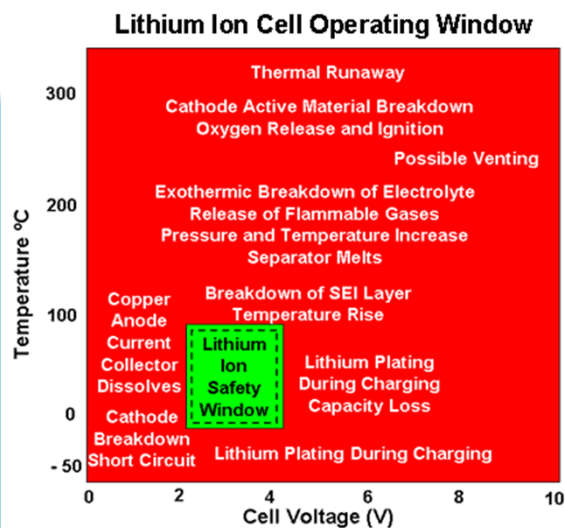 Lithium Ion Cell Operating Window
Thermal Runaway
300
Cathode Active Material Breakdown
Oxygen Release and Ignition
Possible Venting
200
Exothermic Breakdown of Electrolyte
Release of Flammable Gases
Pressure and Temperature Increase
Separator Melts
Temperature ºC
100
Breakdown of SEI Layer
Temperature Rise
Copper
Anode
Current
Collector
Dissolves
Lithium
Ion
Safety
Window
Lithium Plating
During Charging
Capacity Loss
0
Cathode
Breakdown
Short Circuit
Lithium Plating During Charging
- 50
0
2
4
6
8
10
Cell Voltage (V)